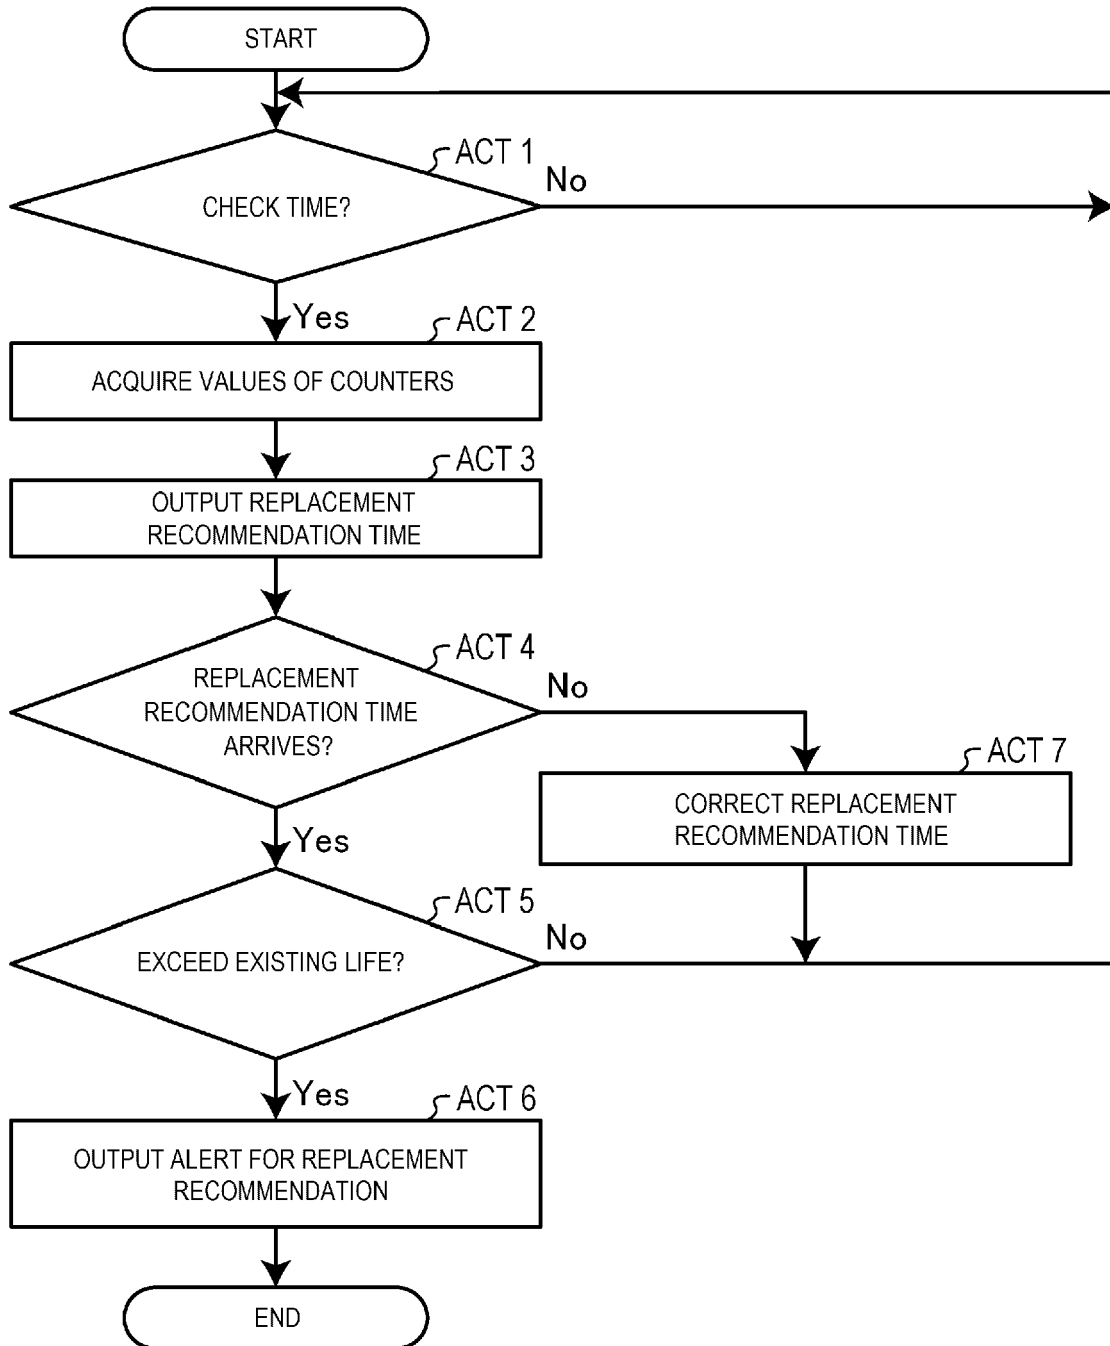 START
ACT 1
No
CHECK TIME?
Yes
ACT 2
ACQUIRE VALUES OF COUNTERS
ACT 3
OUTPUT REPLACEMENT
RECOMMENDATION TIME
ACT 4
No
REPLACEMENT
RECOMMENDATION TIME
ARRIVES?
ACT 7
CORRECT REPLACEMENT
RECOMMENDATION TIME
Yes
ACT 5
No
EXCEED EXISTING LIFE?
Yes
ACT 6
OUTPUT ALERT FOR REPLACEMENT
RECOMMENDATION
END